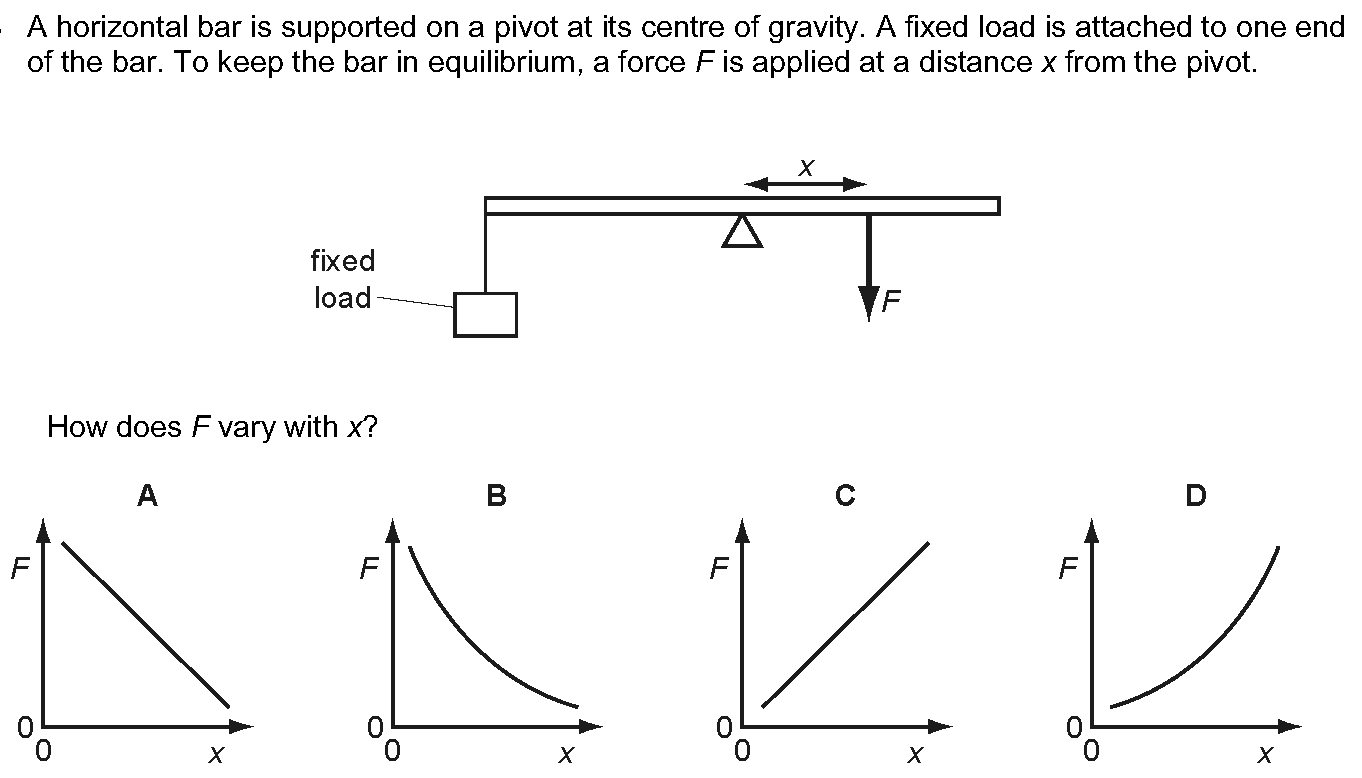 A horizontal bar is supported on a pivot at its centre of gravity. A fixed load is attached to one end
of the bar. To keep the bar in equilibrium, a force F is applied at a distance x from the pivot.
x
fixed
load
F
How does F vary with x?
A B C D
F F F F
0 0 0 0
0 x 0 x 0 x 0 x